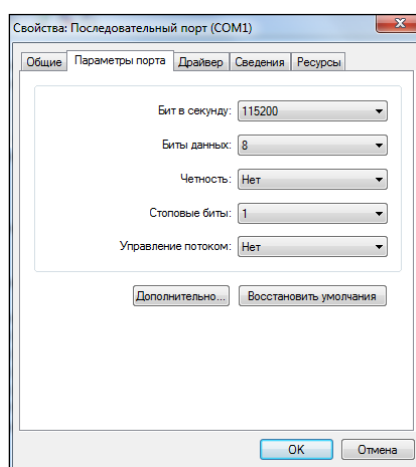 Свойства: Последовательный порт (COM1)
Общие Параметры порта Драйвер Сведения Ресурсы
Бит в секунду: 115200
Биты данных: 8
Четность: Нет
Стоповые биты: 1
Управление потоком: Нет
Дополнительно... Восстановить умолчания
OK Отмена